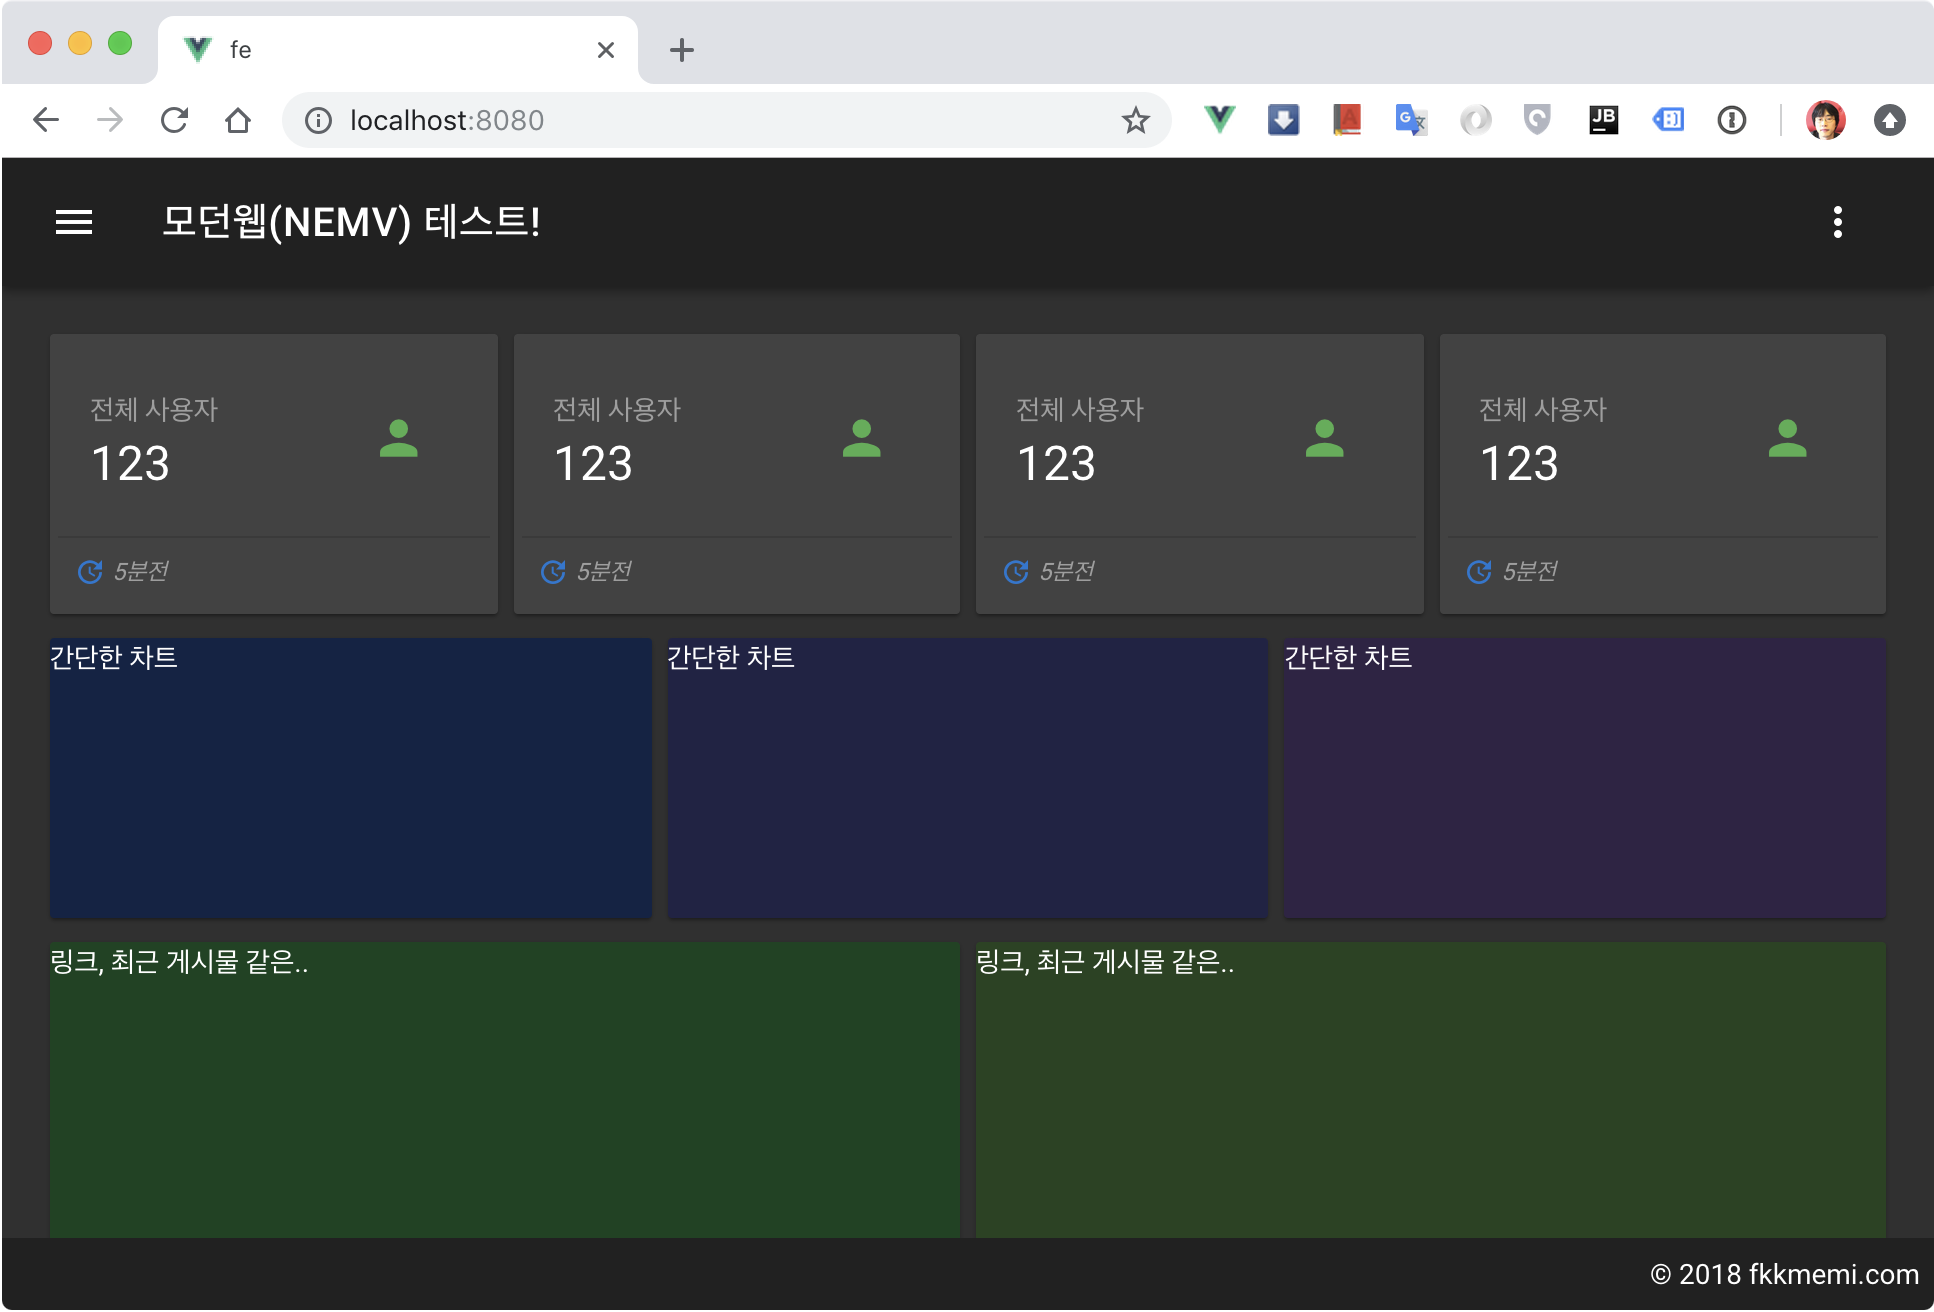 fe
localhost:8080
JB
모던웹(NEMV) 테스트!
전체 사용자
123
5분전
전체 사용자
123
5분전
전체 사용자
123
5분전
전체 사용자
123
5분전
간단한 차트
간단한 차트
간단한 차트
링크, 최근 게시물 같은..
링크, 최근 게시물 같은..
© 2018 fkkmemi.com